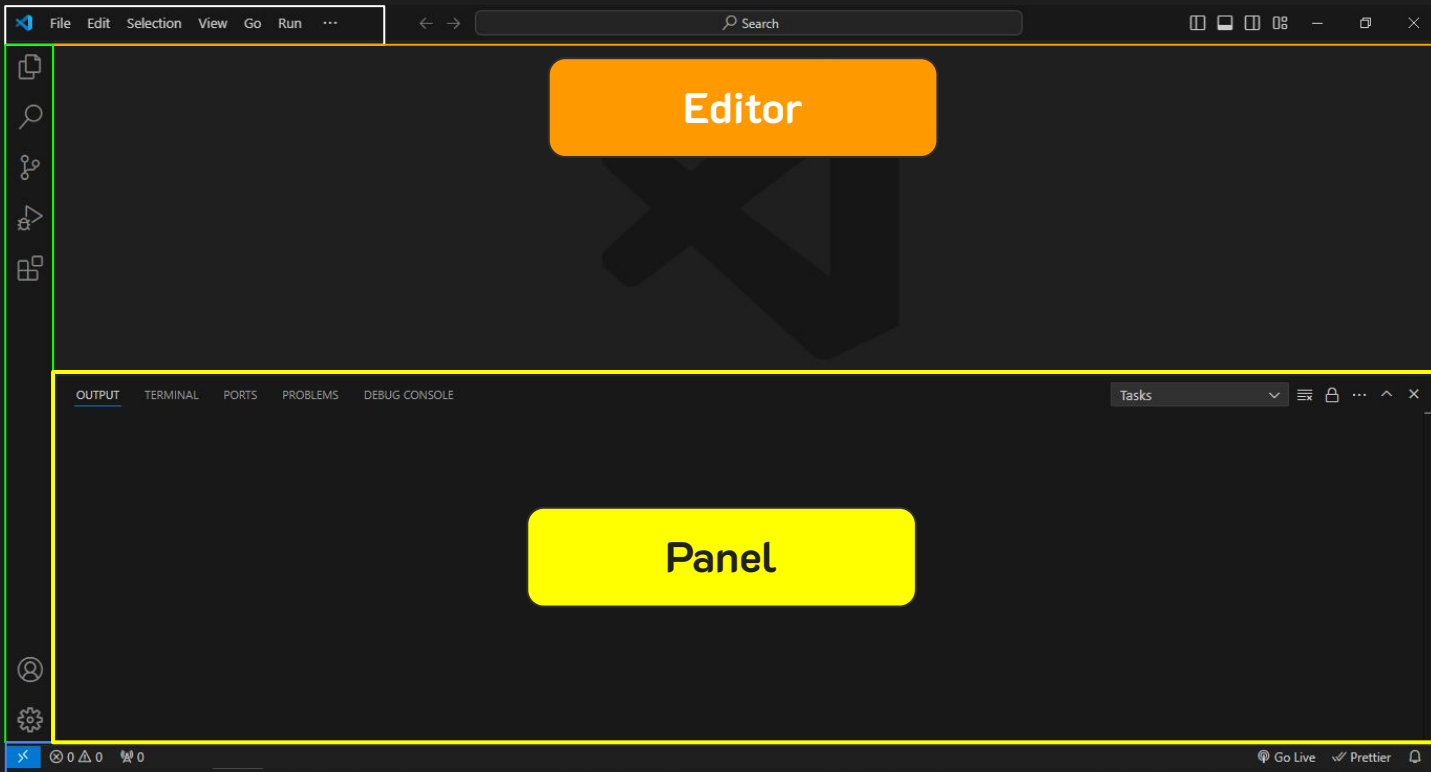 File Edit Selection View Go Run ...
Search
Editor
OUTPUT TERMINAL PORTS PROBLEMS DEBUG CONSOLE Tasks ...
Panel
0 0 0 Go Live Prettier